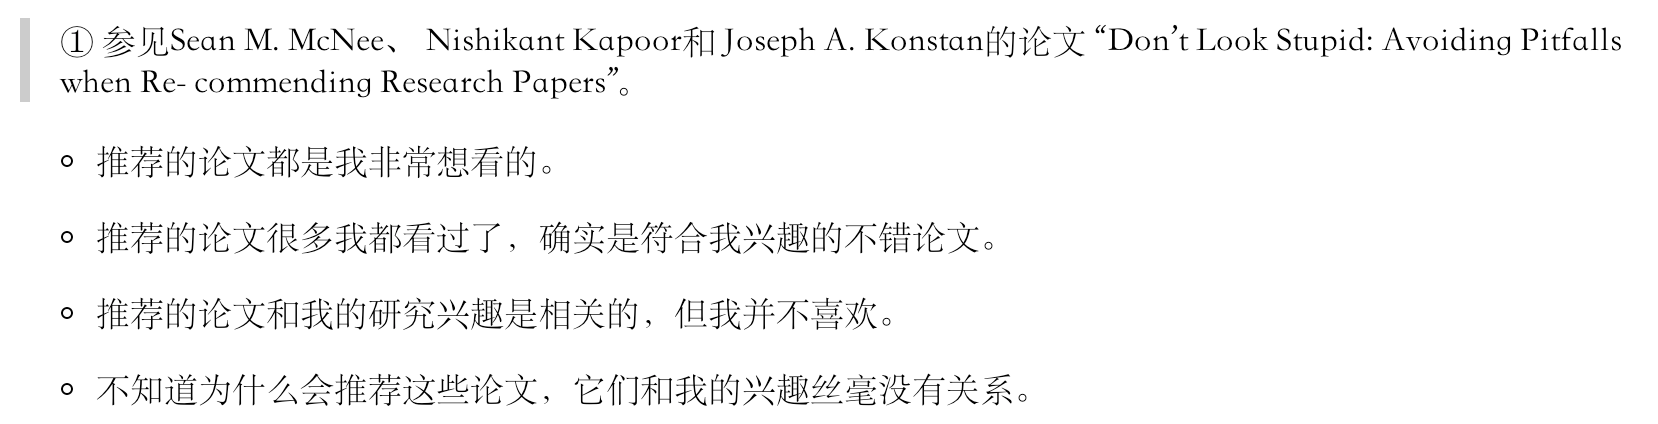 ① 参见Sean M. McNee、 Nishikant Kapoor和Joseph A. Konstan的论文 “Don’t Look Stupid: Avoiding Pitfalls
when Re- commending Research Papers”。
推荐的论文都是我非常想看的。
推荐的论文很多我都看过了，确实是符合我兴趣的不错论文。
推荐的论文和我的研究兴趣是相关的，但我并不喜欢。
不知道为什么会推荐这些论文，它们和我的兴趣丝毫没有关系。